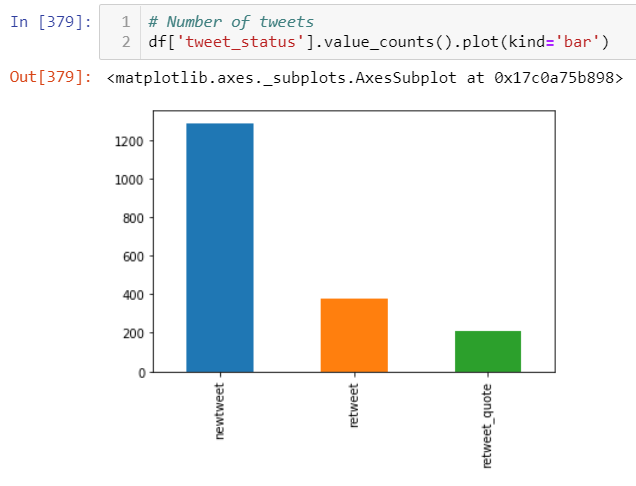 In [379]:
1 # Number of tweets
2 df['tweet_status'].value_counts().plot(kind='bar')
Out[379]: <matplotlib.axes._subplots.AxesSubplot at 0x17c0a75b898>
1200
1000
800
600
400
200
0
newtweet
retweet
retweet_quote